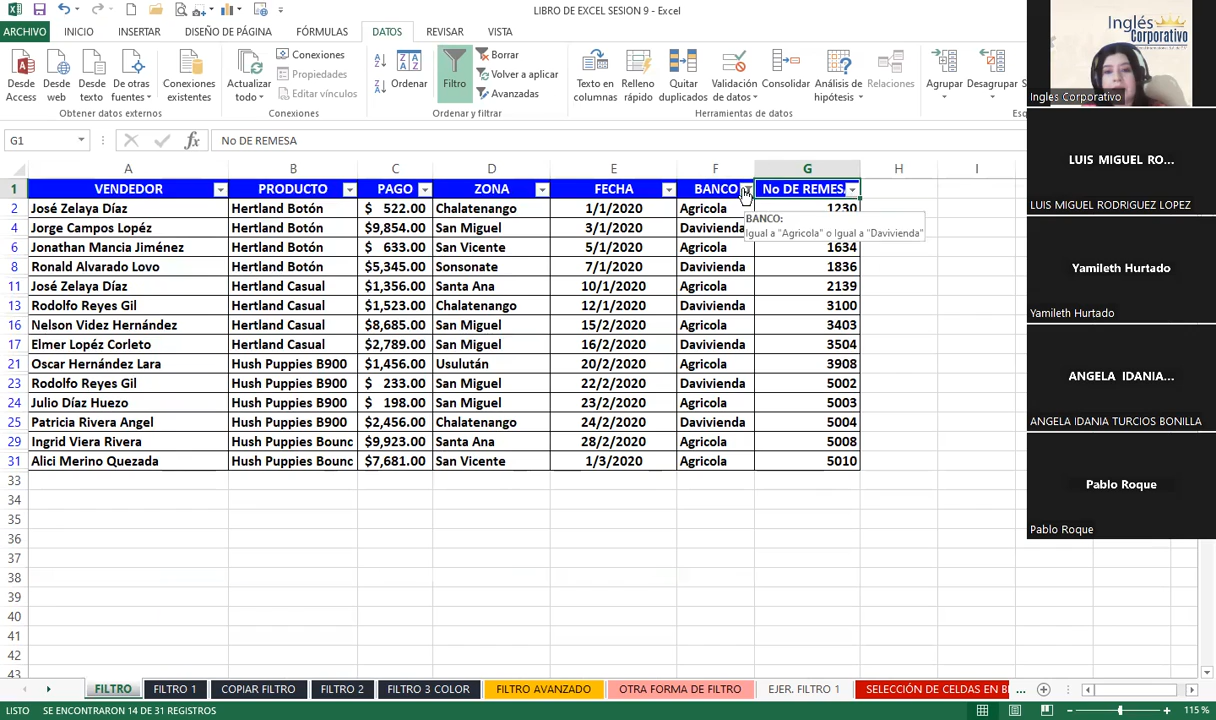 LIBRO DE EXCEL SESION 9 - Excel
ARCHIVO INICIO INSERTAR DISEÑO DE PÁGINA FÓRMULAS DATOS REVISAR VISTA
Desde Access
Desde web
Desde texto
De otras fuentes
Conexiones existentes
Actualizar todo
Conexiones
Propiedades
Editar vínculos
Ordenar
Filtro
Borrar
Volver a aplicar
Avanzadas
Texto en columnas
Relleno rápido
Quitar duplicados
Validación de datos
Consolidar
Análisis de hipótesis
Relaciones
Agrupar
Desagrupar
Obtener datos externos Conexiones Ordenar y filtrar Herramientas de datos
G1 fx No DE REMESA
A B C D E F G H I
1 VENDEDOR PRODUCTO PAGO ZONA FECHA BANCO No DE REMESA
2 José Zelaya Díaz Hertland Botón $ 522.00 Chalatenango 1/1/2020 Agricola 1230
4 Jorge Campos Lopéz Hertland Botón $9,854.00 San Miguel 3/1/2020 Davivienda
BANCO:
Igual a "Agricola" o Igual a "Davivienda"
6 Jonathan Mancia Jiménez Hertland Botón $ 633.00 San Vicente 5/1/2020 Agricola 1634
8 Ronald Alvarado Lovo Hertland Botón $5,345.00 Sonsonate 7/1/2020 Davivienda 1836
11 José Zelaya Díaz Hertland Casual $1,356.00 Santa Ana 10/1/2020 Agricola 2139
13 Rodolfo Reyes Gil Hertland Casual $1,523.00 Chalatenango 12/1/2020 Davivienda 3100
16 Nelson Videz Hernández Hertland Casual $8,685.00 San Miguel 15/2/2020 Agricola 3403
17 Elmer Lopéz Corleto Hertland Casual $2,789.00 San Miguel 16/2/2020 Davivienda 3504
21 Oscar Hernández Lara Hush Puppies B900 $1,456.00 Usulután 20/2/2020 Agricola 3908
23 Rodolfo Reyes Gil Hush Puppies B900 $ 233.00 San Miguel 22/2/2020 Davivienda 5002
24 Julio Díaz Huezo Hush Puppies B900 $ 198.00 San Miguel 23/2/2020 Agricola 5003
25 Patricia Rivera Angel Hush Puppies B900 $2,456.00 Chalatenango 24/2/2020 Davivienda 5004
29 Ingrid Viera Rivera Hush Puppies Bounc $9,923.00 Santa Ana 28/2/2020 Agricola 5008
31 Alici Merino Quezada Hush Puppies Bounc $7,681.00 San Vicente 1/3/2020 Agricola 5010
33
34
35
36
37
38
39
40
41
42
43
FILTRO FILTRO 1 COPIAR FILTRO FILTRO 2 FILTRO 3 COLOR FILTRO AVANZADO OTRA FORMA DE FILTRO EJER. FILTRO 1 SELECCIÓN DE CELDAS EN B ...
LISTO SE ENCONTRARON 14 DE 31 REGISTROS 115 %
Inglés
Corporativo
Ingles Corporativo
LUIS MIGUEL RO...
LUIS MIGUEL RODRIGUEZ LOPEZ
Yamileth Hurtado
Yamileth Hurtado
ANGELA IDANIA...
ANGELA IDANIA TURCIOS BONILLA
Pablo Roque
Pablo Roque